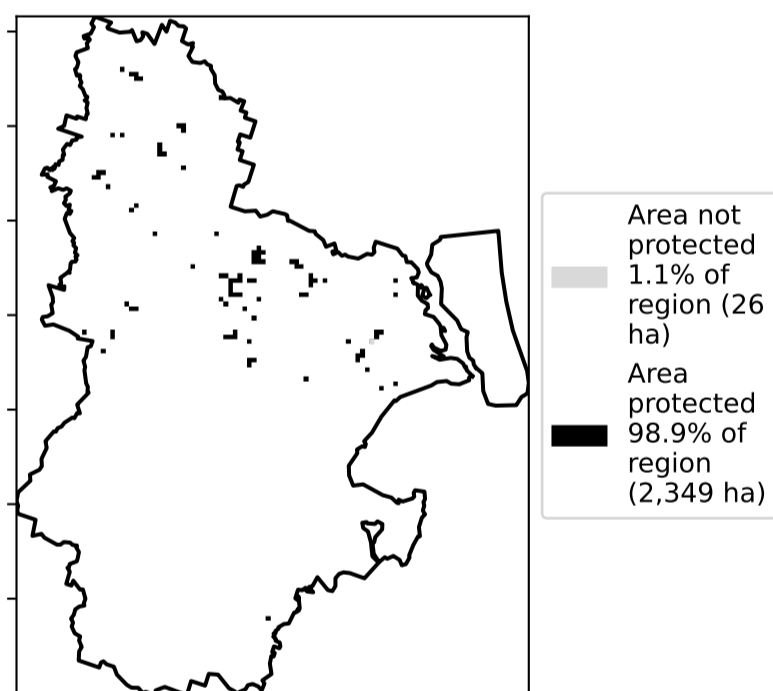 Area not
protected
1.1% of
region (26
ha)
Area
protected
98.9% of
region
(2,349 ha)